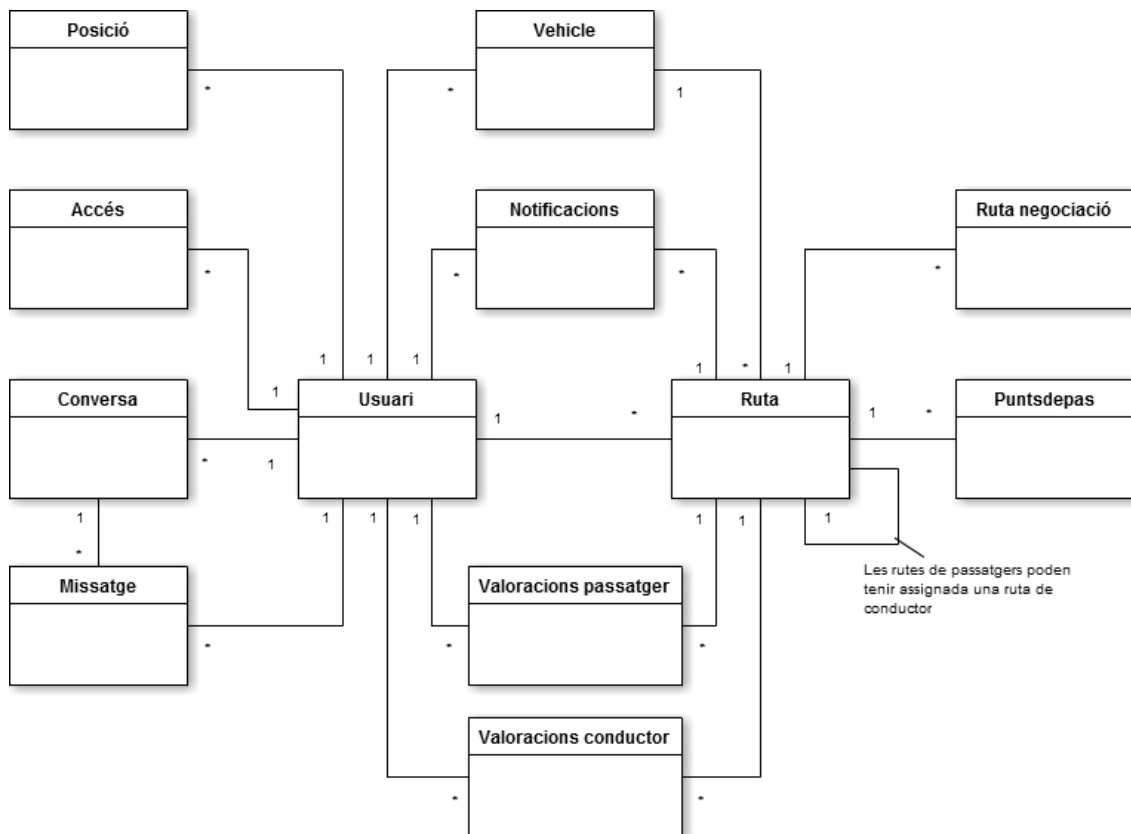 Posició
Vehicle
*
*
1
Accés
Notificacions
Ruta negociació
*
*
*
*
1
1
1
1
*
1
1
Conversa
Usuari
Ruta
Puntsdepas
1
*
1
*
*
1
1
1
1
1
1
1
1
*
Missatge
Valoracions passatger
Les rutes de passatgers poden
tenir assignada una ruta de
conductor
*
*
*
Valoracions conductor
*
*